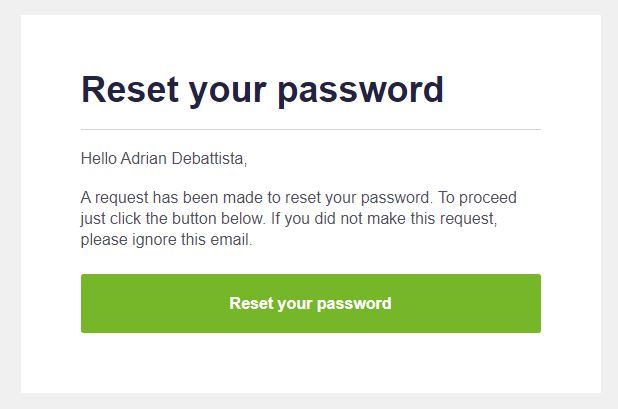 Reset your password
Hello Adrian Debattista,
A request has been made to reset your password. To proceed
just click the button below. If you did not make this request,
please ignore this email.
Reset your password